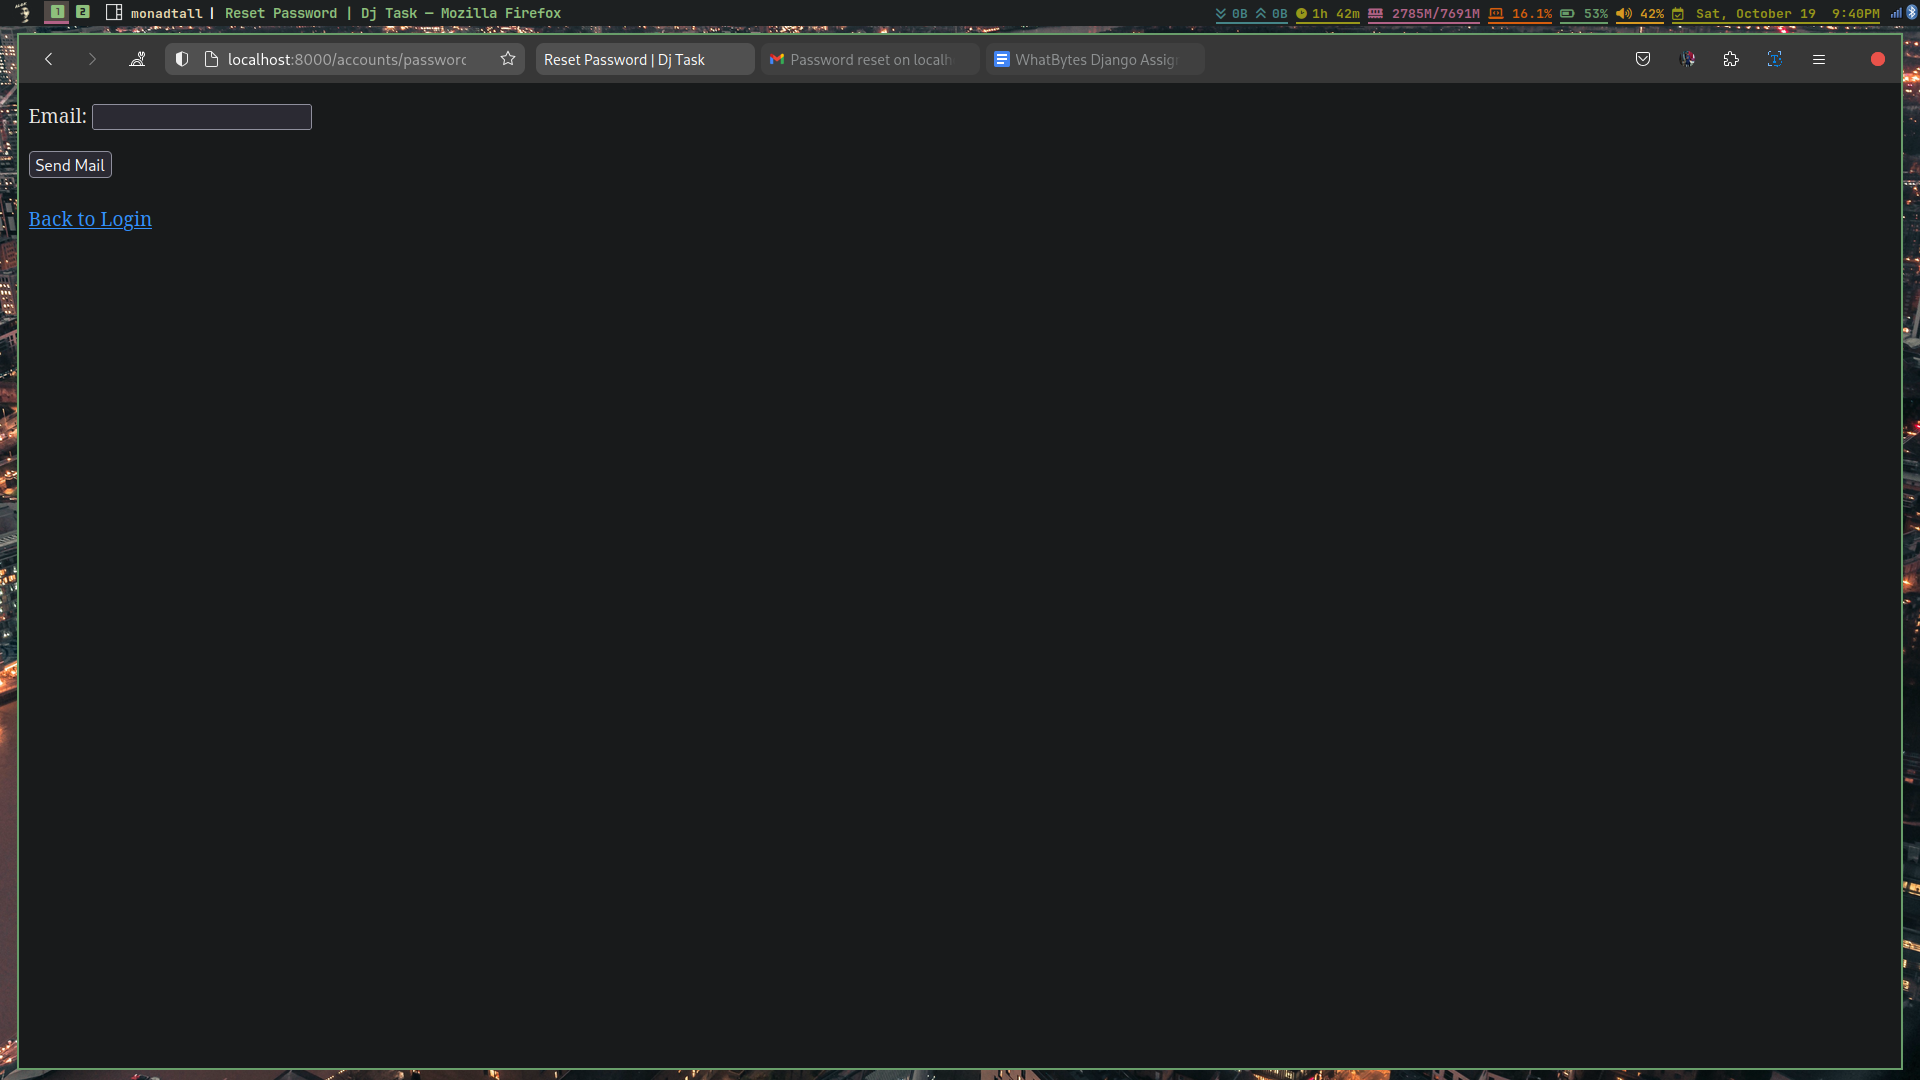 1 2 monadtall | Reset Password | Dj Task — Mozilla Firefox 0B 0B 1h 42m 2785M/7691M 16.1% 53% 42% Sat, October 19 9:40PM
localhost:8000/accounts/password Reset Password | Dj Task Password reset on localh WhatBytes Django Assig
Email:
Send Mail
Back to Login